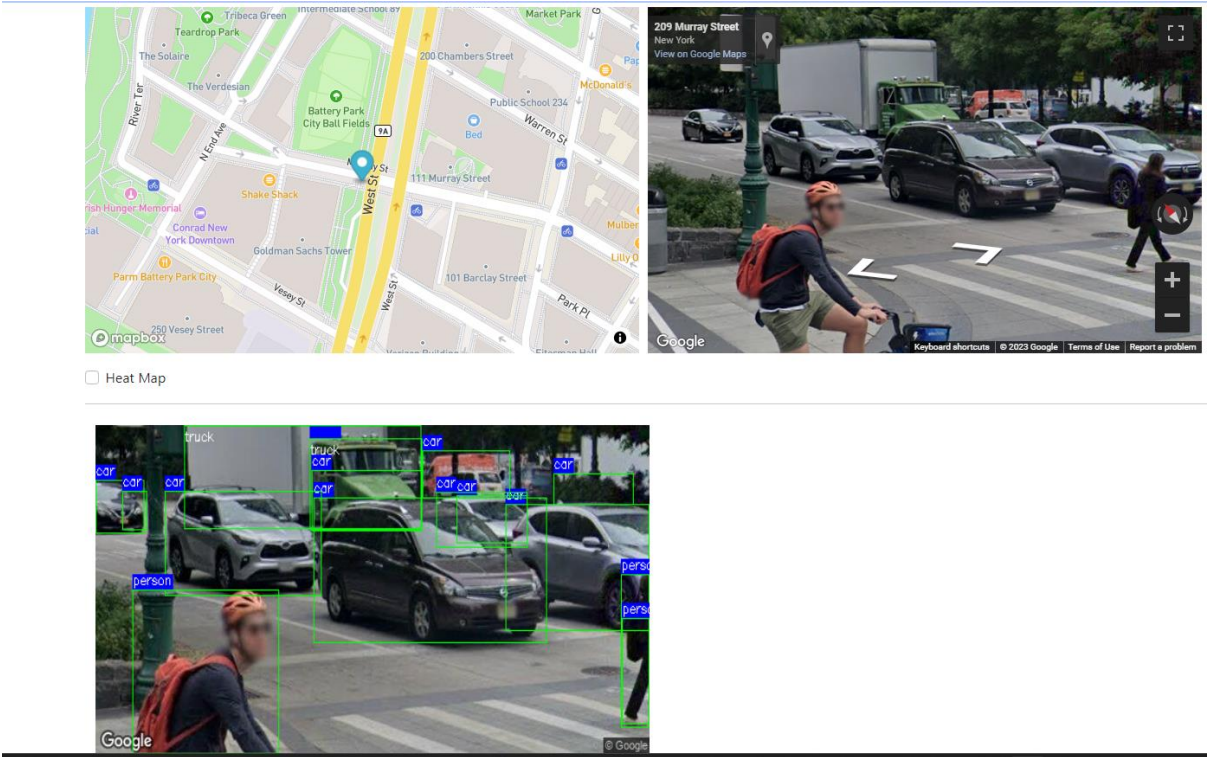 Tribeca Green
Intermediate School 89
Market Park
Teardrop Park
The Solaire
200 Chambers Street
McDonald's
The Verdesian
River Ter
Battery Park
City Ball Fields
Public School 234
9A
Bed
Warren St
N End Ave
y St
111 Murray Street
Shake Shack
West St
Conrad New
York Downtown
Goldman Sachs Tower
Parm Battery Park City
101 Barclay Street
Vesey St
West St
Park Pl
250 Vesey Street
mapbox
209 Murray Street
New York
View on Google Maps
Google
Keyboard shortcuts
© 2023 Google
Terms of Use
Report a problem
Heat Map
truck
truck
car
car
car
car
car
car
car
car
car
car
car
person
perso
perso
Google
© Google